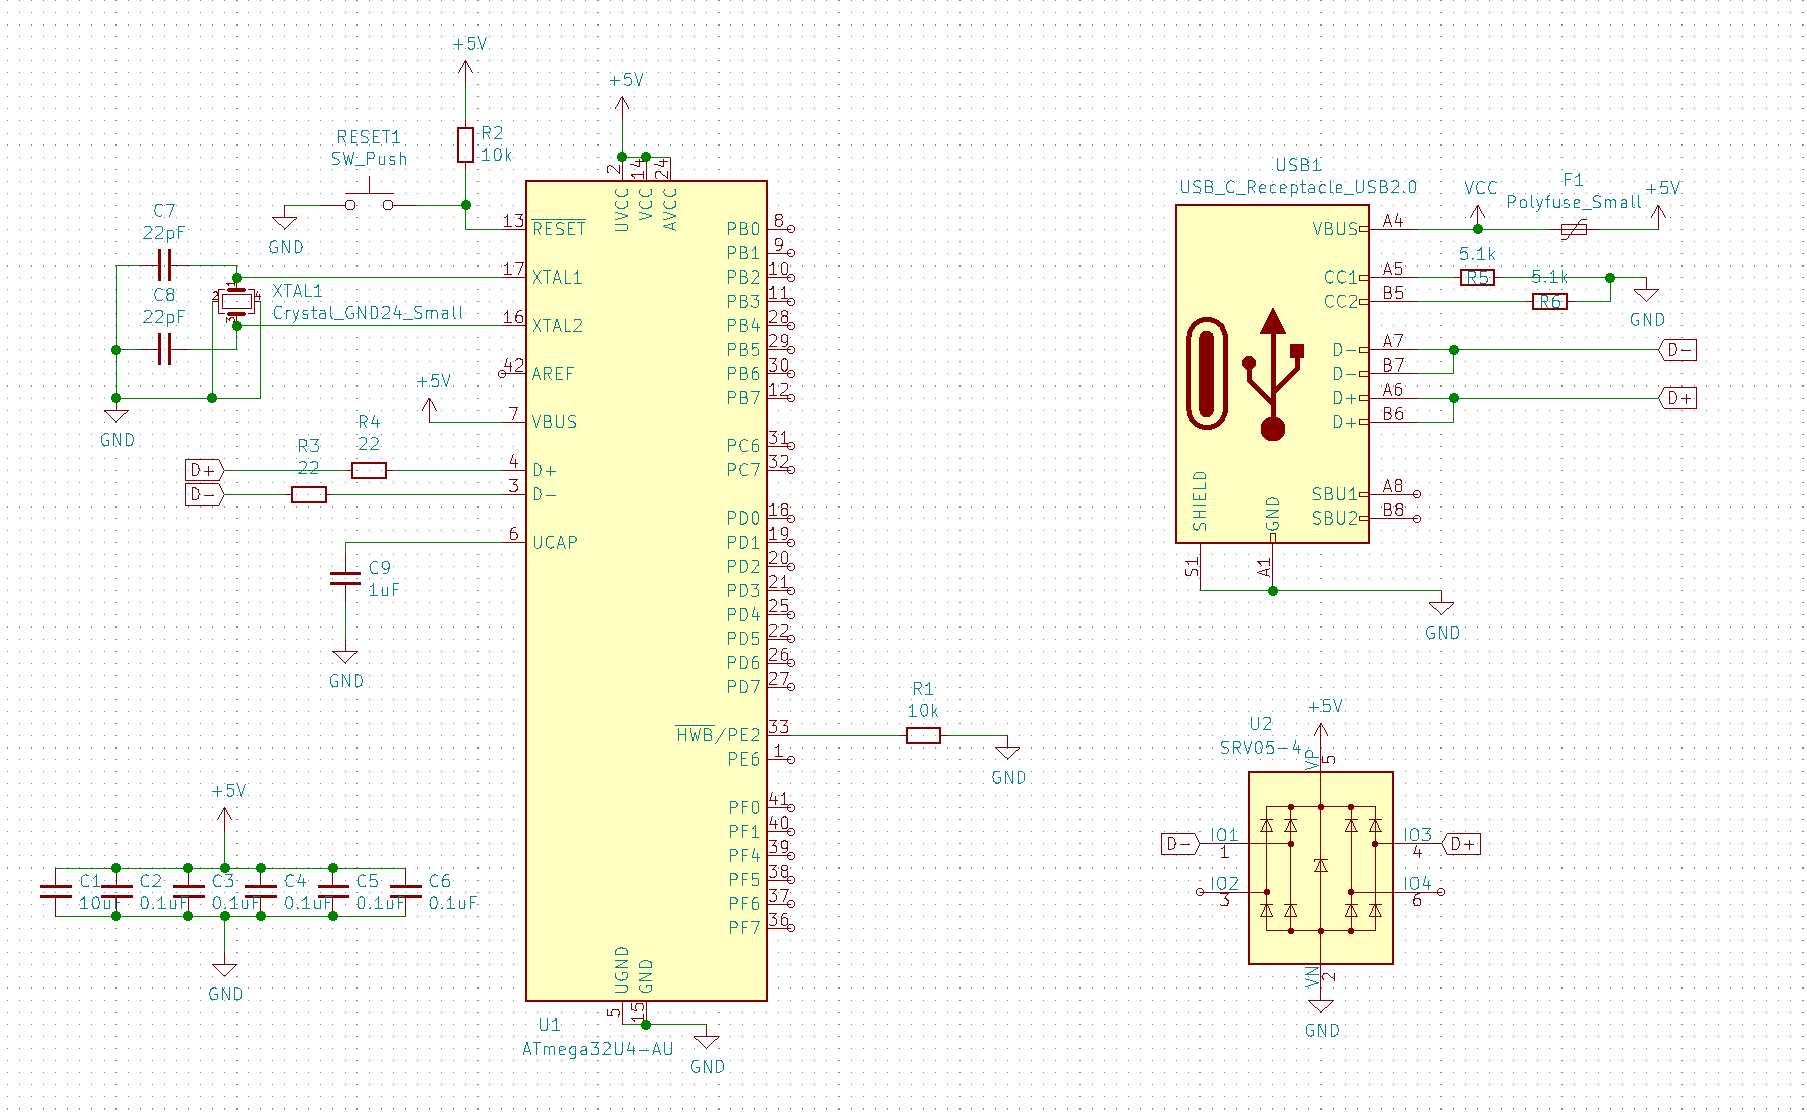 +5V
R2
10k
RESET1
SW_Push
GND
+5V
C7
22pF
C8
22pF
1
2
4
3
XTAL1
Crystal_GND24_Small
GND
+5V
R4
22
R3
22
D+
D-
C9
1uF
GND
2
14
24
UVCC
VCC
AVCC
13 RESET
17 XTAL1
16 XTAL2
42 AREF
7 VBUS
4 D+
3 D-
6 UCAP
PB0 8
PB1 9
PB2 10
PB3 11
PB4 28
PB5 29
PB6 30
PB7 12
PC6 31
PC7 32
PD0 18
PD1 19
PD2 20
PD3 21
PD4 25
PD5 22
PD6 26
PD7 27
HWB/PE2 33
PE6 1
PF0 41
PF1 40
PF4 39
PF5 38
PF6 37
PF7 36
UGND
GND
5
15
U1
ATmega32U4-AU
GND
R1
10k
GND
+5V
C1
10uF
C2
0.1uF
C3
0.1uF
C4
0.1uF
C5
0.1uF
C6
0.1uF
GND
USB1
USB_C_Receptacle_USB2.0
VBUS A4
CC1 A5
CC2 B5
D- A7
D- B7
D+ A6
D+ B6
SBU1 A8
SBU2 B8
SHIELD
GND
S1
A1
GND
VCC
F1
Polyfuse_Small
+5V
5.1k
R5
5.1k
R6
GND
D-
D+
+5V
U2
SRV05-4
VP
5
D-
IO1
1
IO2
3
IO3
4
D+
IO4
6
VN
2
GND